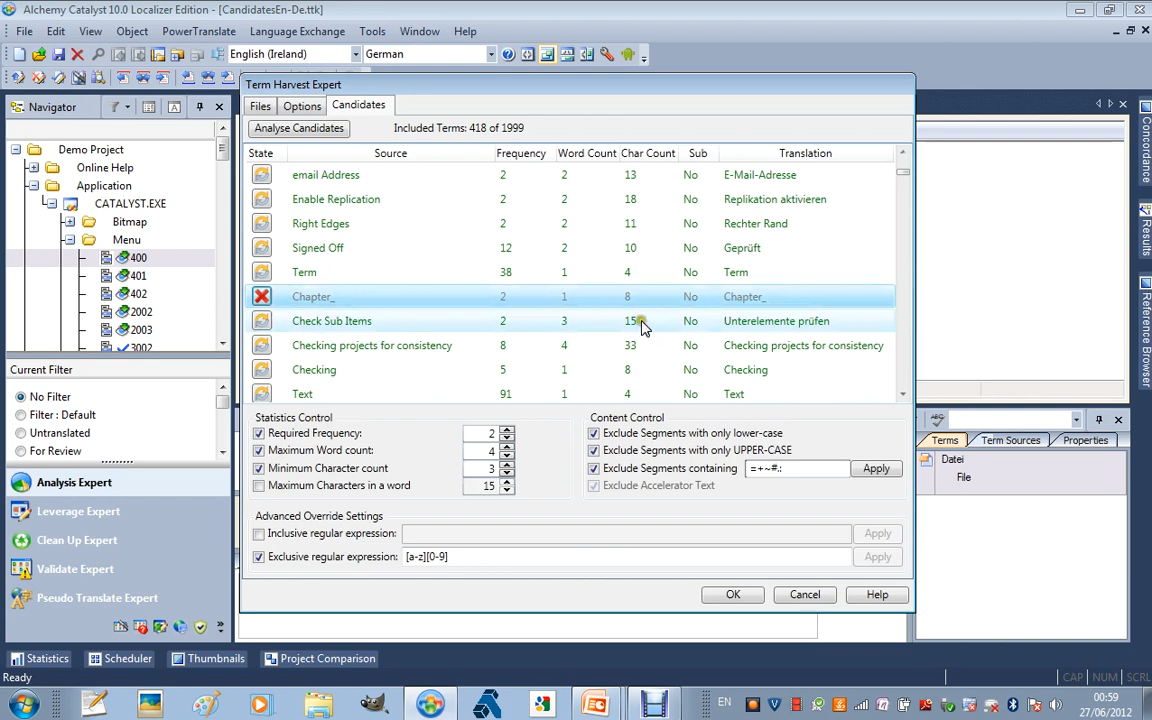 Alchemy Catalyst 10.0 Localizer Edition - [CandidatesEn-De.ttk]
File Edit View Object PowerTranslate Language Exchange Tools Window Help
English (Ireland) German
Navigator
Demo Project
Online Help
Application
CATALYST.EXE
Bitmap
Menu
400
401
402
2002
2003
3002
Current Filter
No Filter
Filter : Default
Untranslated
For Review
Analysis Expert
Leverage Expert
Clean Up Expert
Validate Expert
Pseudo Translate Expert
Term Harvest Expert
Files Options Candidates
Analyse Candidates Included Terms: 418 of 1999
State Source Frequency Word Count Char Count Sub Translation
email Address 2 2 13 No E-Mail-Adresse
Enable Replication 2 2 18 No Replikation aktivieren
Right Edges 2 2 11 No Rechter Rand
Signed Off 12 2 10 No Geprüft
Term 38 1 4 No Term
Chapter_ 2 1 8 No Chapter_
Check Sub Items 2 3 15 No Unterelemente prüfen
Checking projects for consistency 8 4 33 No Checking projects for consistency
Checking 5 1 8 No Checking
Text 91 1 4 No Text
Statistics Control
Required Frequency: 2
Maximum Word count: 4
Minimum Character count 3
Maximum Characters in a word 15
Content Control
Exclude Segments with only lower-case
Exclude Segments with only UPPER-CASE
Exclude Segments containing =+~#.: Apply
Exclude Accelerator Text
Advanced Override Settings
Inclusive regular expression: Apply
Exclusive regular expression: [a-z][0-9] Apply
OK Cancel Help
Concordance
Results
Reference Browser
Terms Term Sources Properties
Datei
File
Statistics Scheduler Thumbnails Project Comparison
Ready CAP NUM SCRL
EN
00:59
27/06/2012